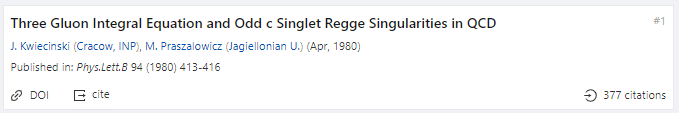 Three Gluon Integral Equation and Odd c Singlet Regge Singularities in QCD #1
J. Kwiecinski (Cracow, INP), M. Praszalowicz (Jagiellonian U.) (Apr, 1980)
Published in: Phys.Lett.B 94 (1980) 413-416
DOI cite 377 citations